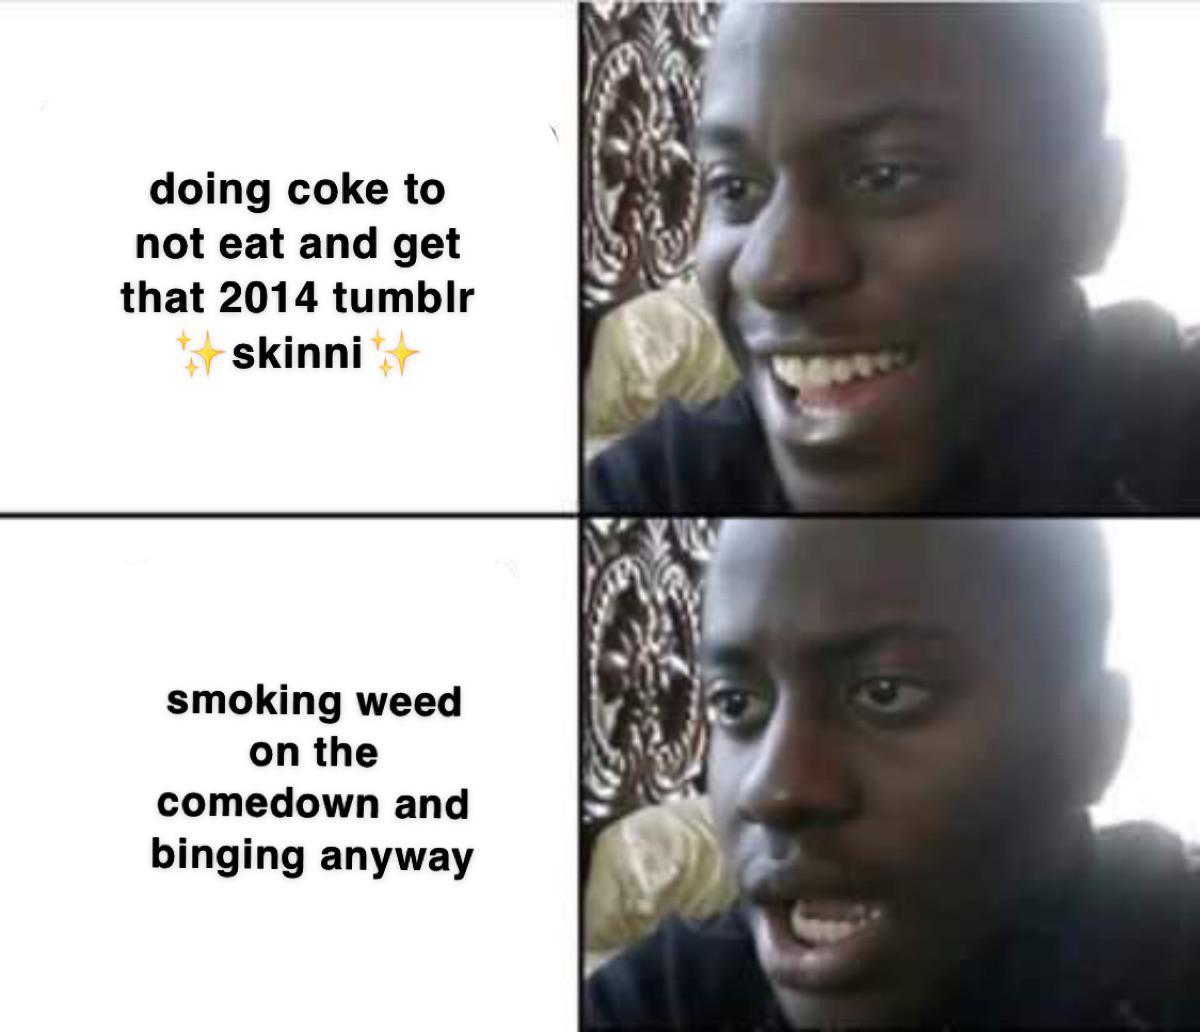 doing coke to
not eat and get
that 2014 tumblr
✨skinni✨
smoking weed
on the
comedown and
binging anyway